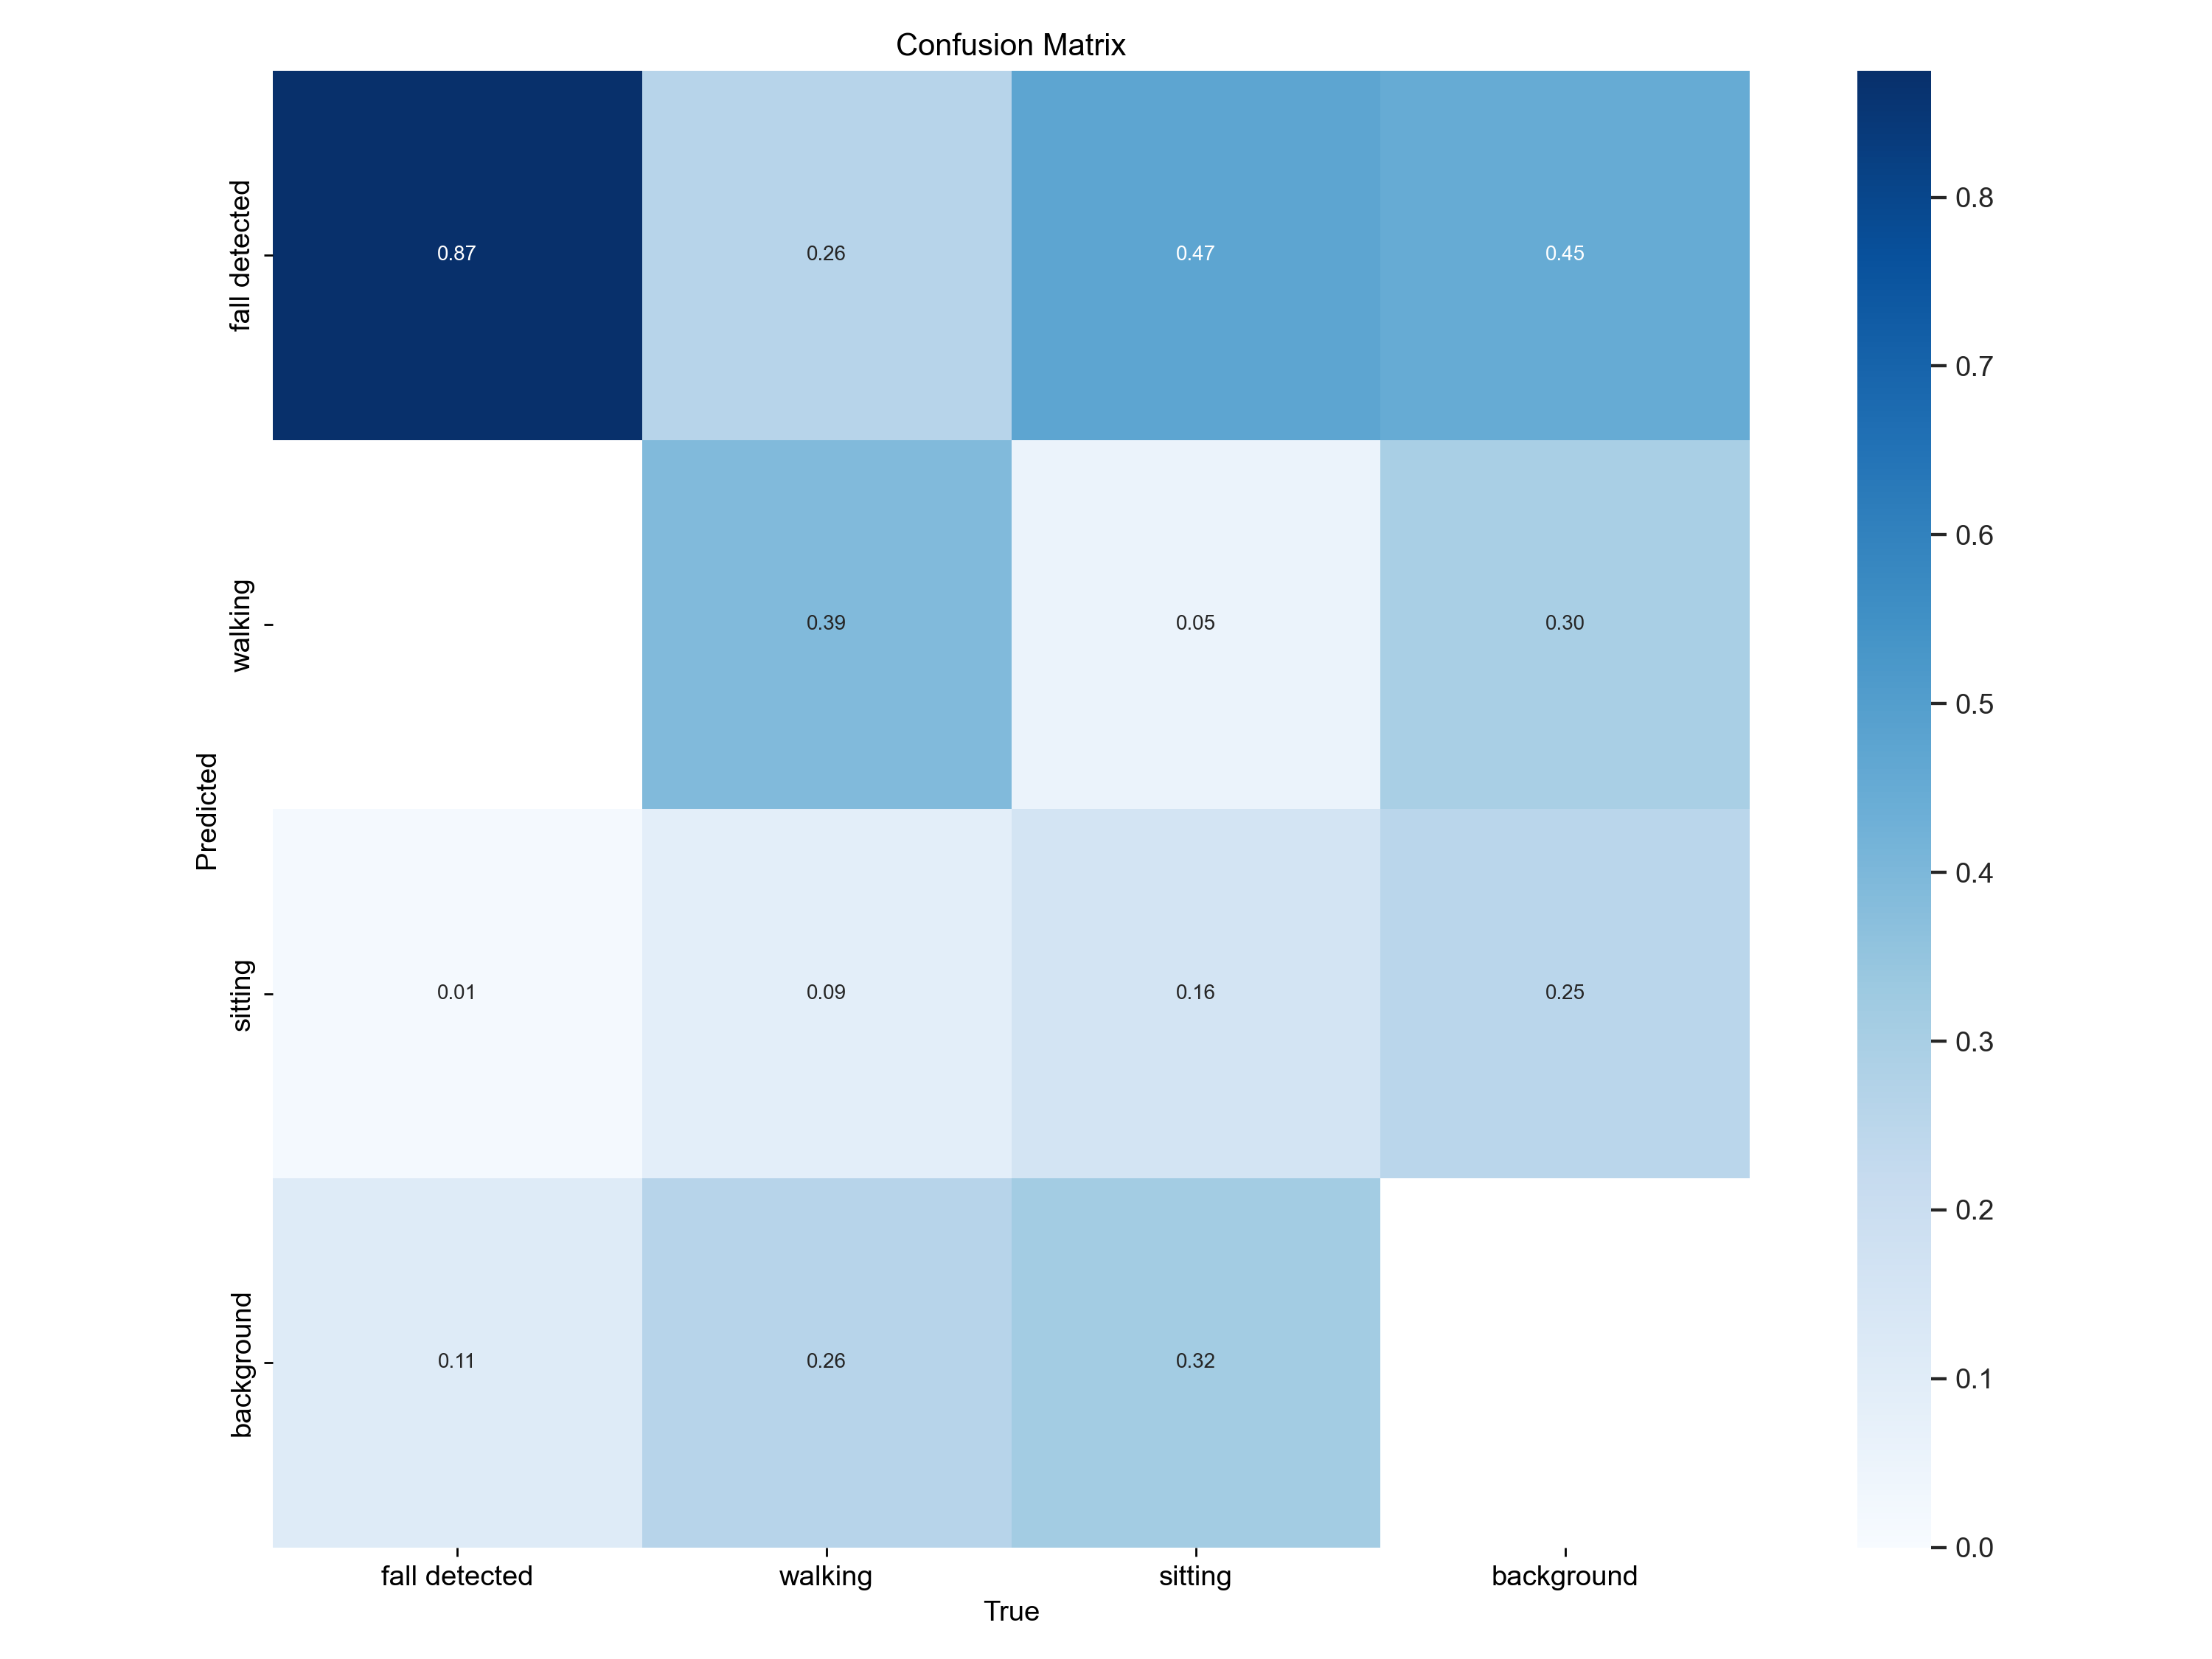 Confusion Matrix
fall detected
0.87
0.26
0.47
0.45
walking
0.39
0.05
0.30
sitting
0.01
0.09
0.16
0.25
background
0.11
0.26
0.32
Predicted
fall detected
walking
sitting
background
True
0.8
0.7
0.6
0.5
0.4
0.3
0.2
0.1
0.0